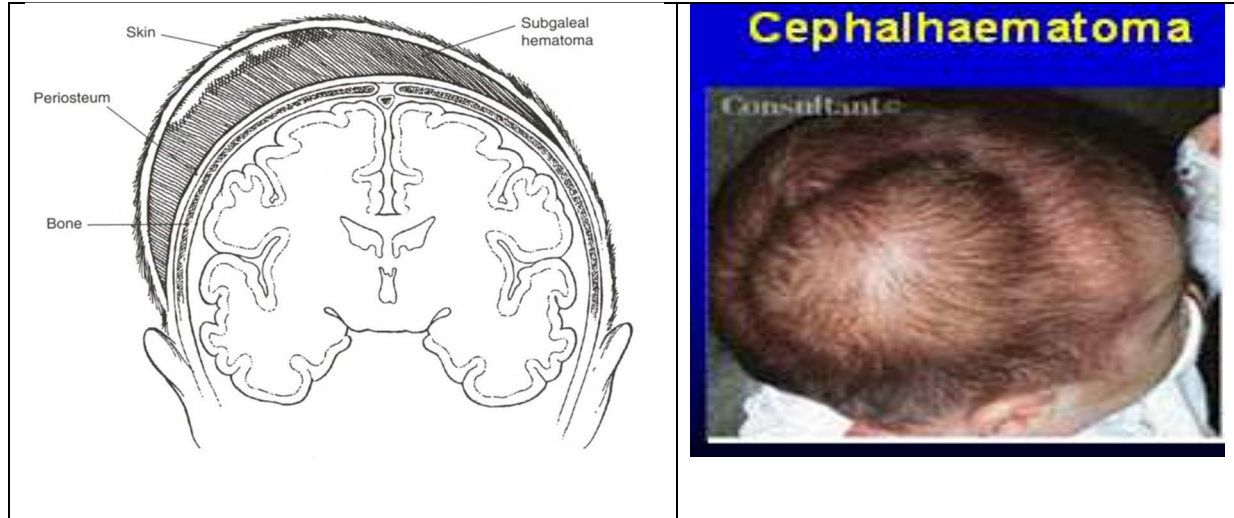 Skin
Subgaleal
hematoma
Periosteum
Bone
Cephalhaematoma
Consultant©